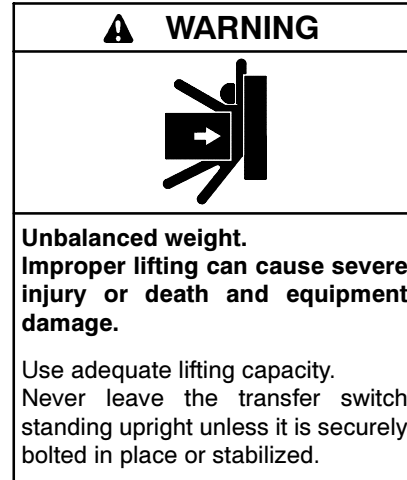 WARNING
Unbalanced weight.
Improper lifting can cause severe
injury or death and equipment
damage.
Use adequate lifting capacity.
Never leave the transfer switch
standing upright unless it is securely
bolted in place or stabilized.